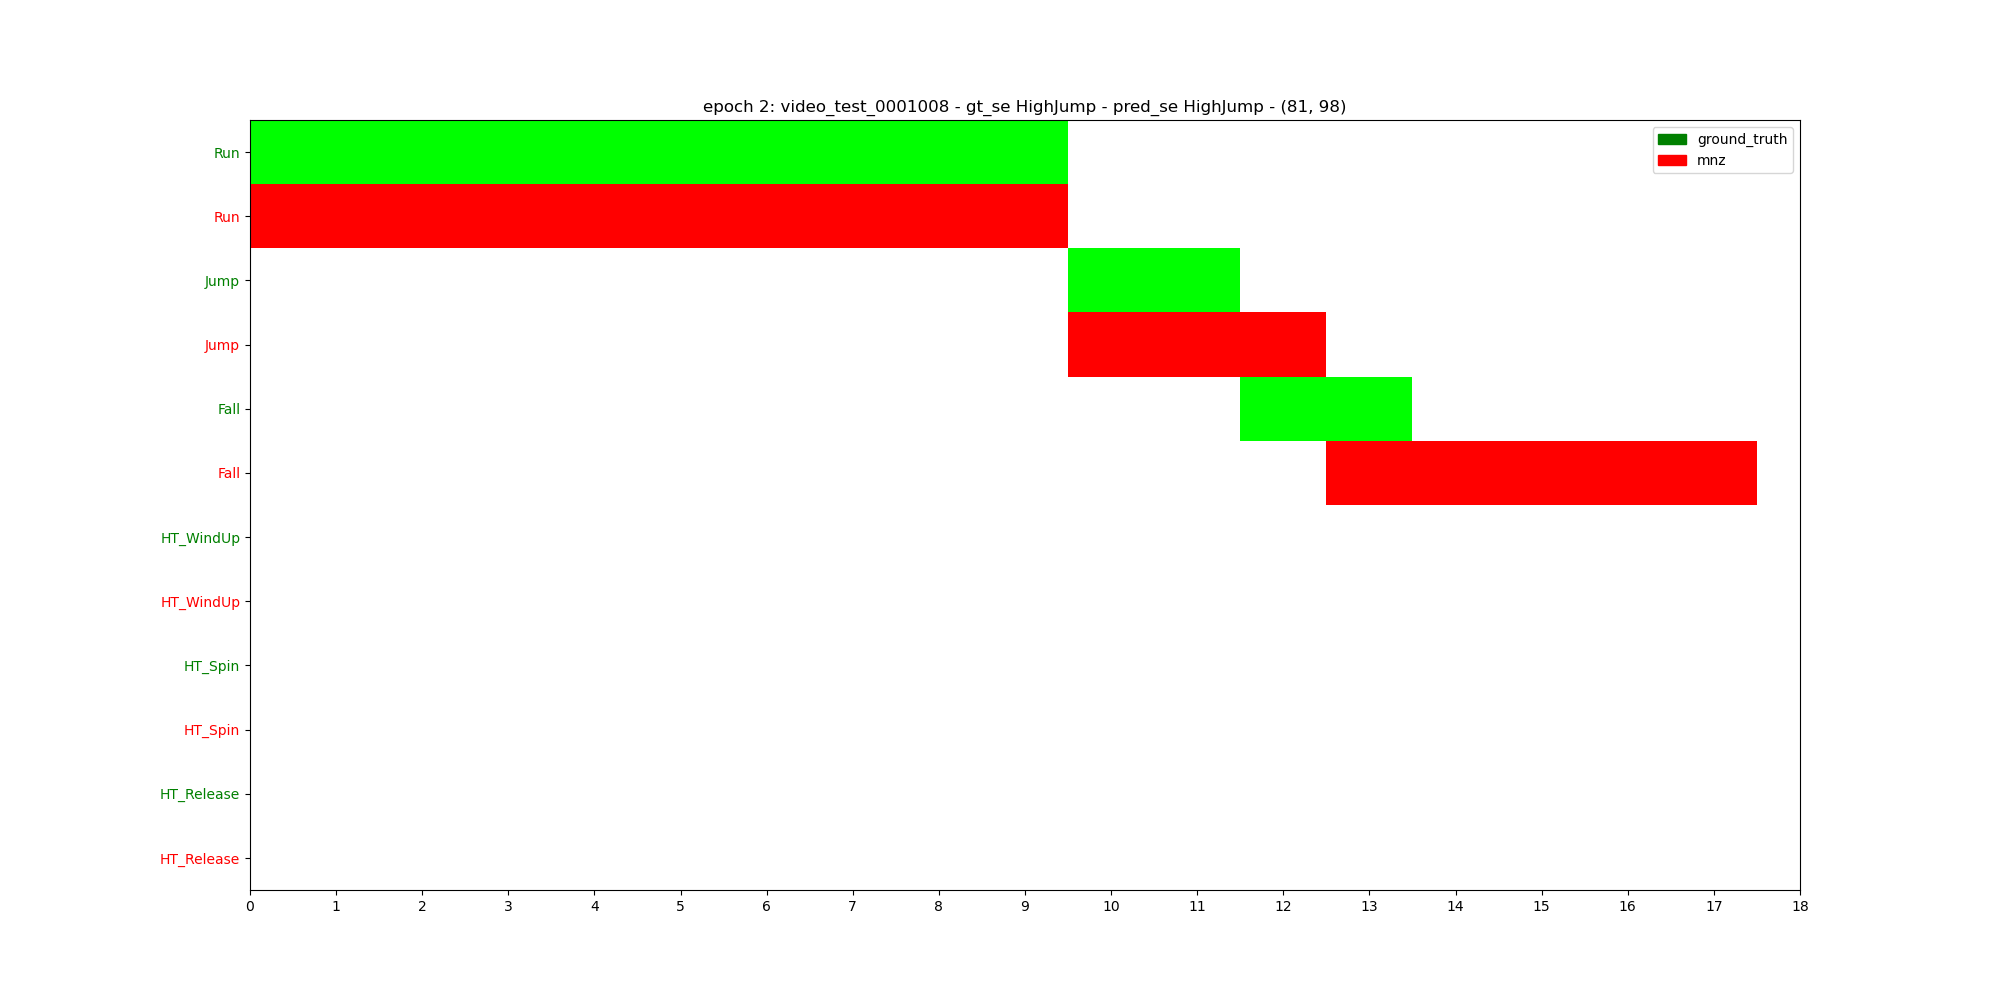 epoch 2: video_test_0001008 - gt_se HighJump - pred_se HighJump - (81, 98)
ground_truth
mnz
Run
Run
Jump
Jump
Fall
Fall
HT_WindUp
HT_WindUp
HT_Spin
HT_Spin
HT_Release
HT_Release
0 1 2 3 4 5 6 7 8 9 10 11 12 13 14 15 16 17 18